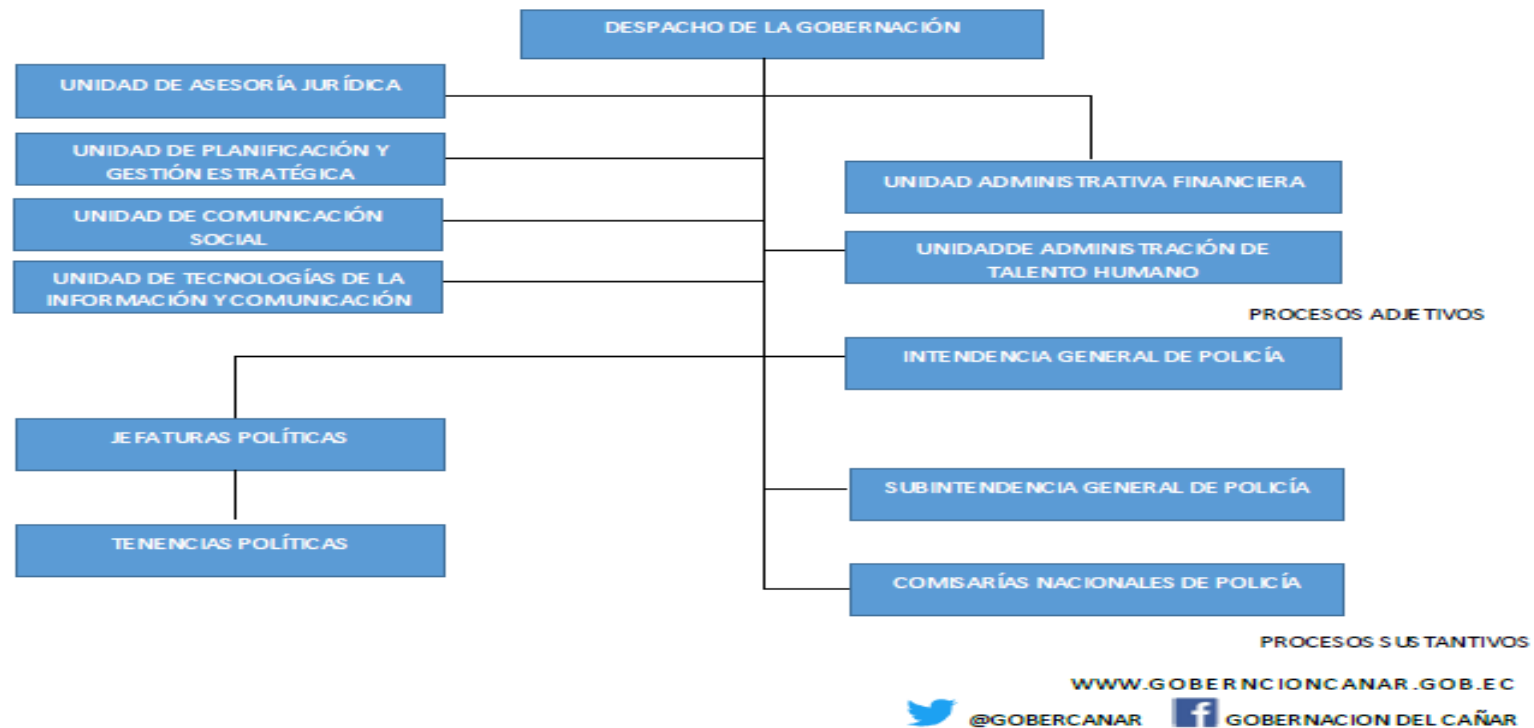 DESPACHO DE LA GOBERNACIÓN
UNIDAD DE ASESORÍA JURÍDICA
UNIDAD DE PLANIFICACIÓN Y
GESTIÓN ESTRATÉGICA
UNIDAD DE COMUNICACIÓN
SOCIAL
UNIDAD DE TECNOLOGÍAS DE LA
INFORMACIÓN Y COMUNICACIÓN
UNIDAD ADMINISTRATIVA FINANCIERA
UNIDADDE ADMINISTRACIÓN DE
TALENTO HUMANO
PROCESOS ADJETIVOS
INTENDENCIA GENERAL DE POLICÍA
JEFATURAS POLÍTICAS
SUBINTENDENCIA GENERAL DE POLICÍA
TENENCIAS POLÍTICAS
COMISARÍAS NACIONALES DE POLICÍA
PROCESOS SUSTANTIVOS
WWW.GOBERNCIONCANAR.GOB.EC
@GOBERCANAR
GOBERNACION DEL CAÑAR